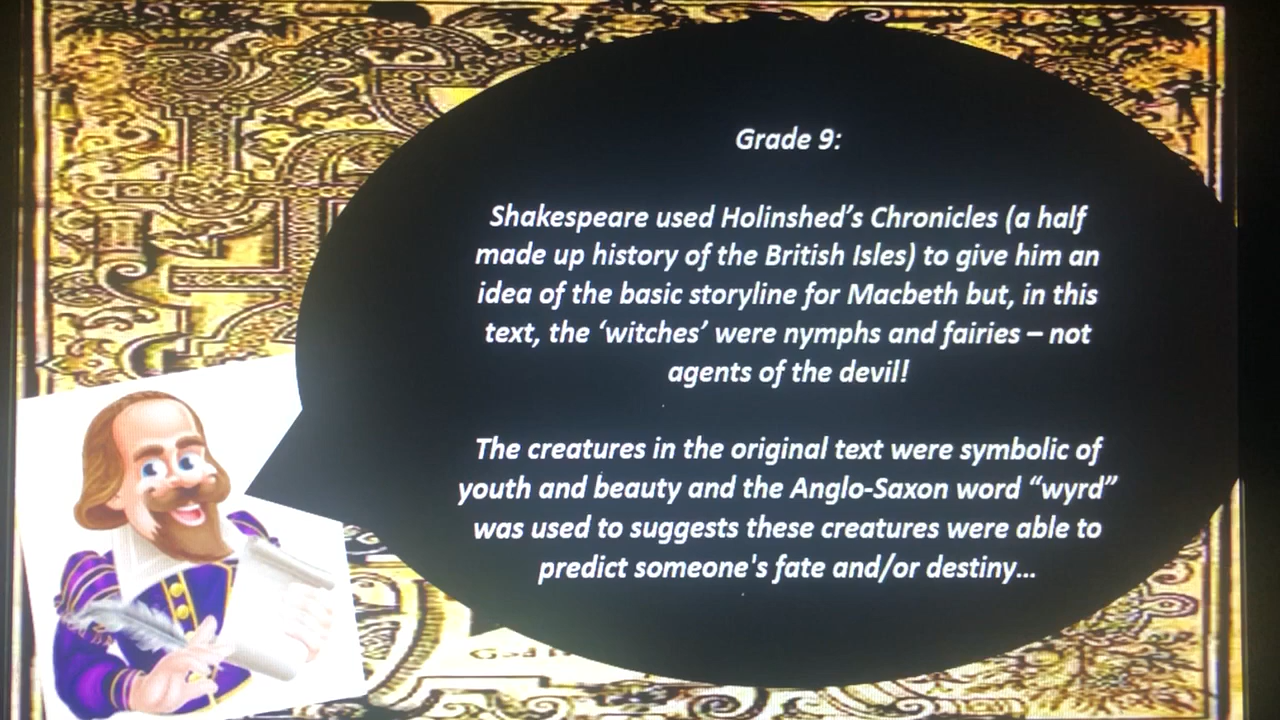 Grade 9:
Shakespeare used Holinshed’s Chronicles (a half
made up history of the British Isles) to give him an
idea of the basic storyline for Macbeth but, in this
text, the ‘witches’ were nymphs and fairies – not
agents of the devil!
The creatures in the original text were symbolic of
youth and beauty and the Anglo-Saxon word “wyrd”
was used to suggests these creatures were able to
predict someone's fate and/or destiny...